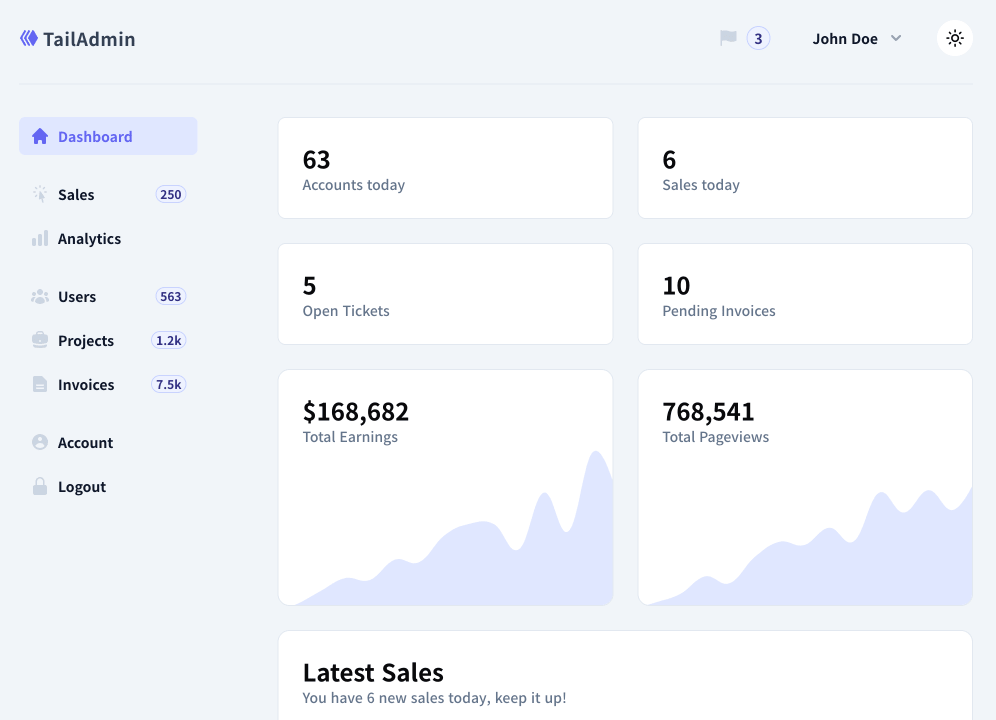 TailAdmin
3
John Doe
Dashboard
Sales 250
Analytics
Users 563
Projects 1.2k
Invoices 7.5k
Account
Logout
63
Accounts today
6
Sales today
5
Open Tickets
10
Pending Invoices
$168,682
Total Earnings
768,541
Total Pageviews
Latest Sales
You have 6 new sales today, keep it up!